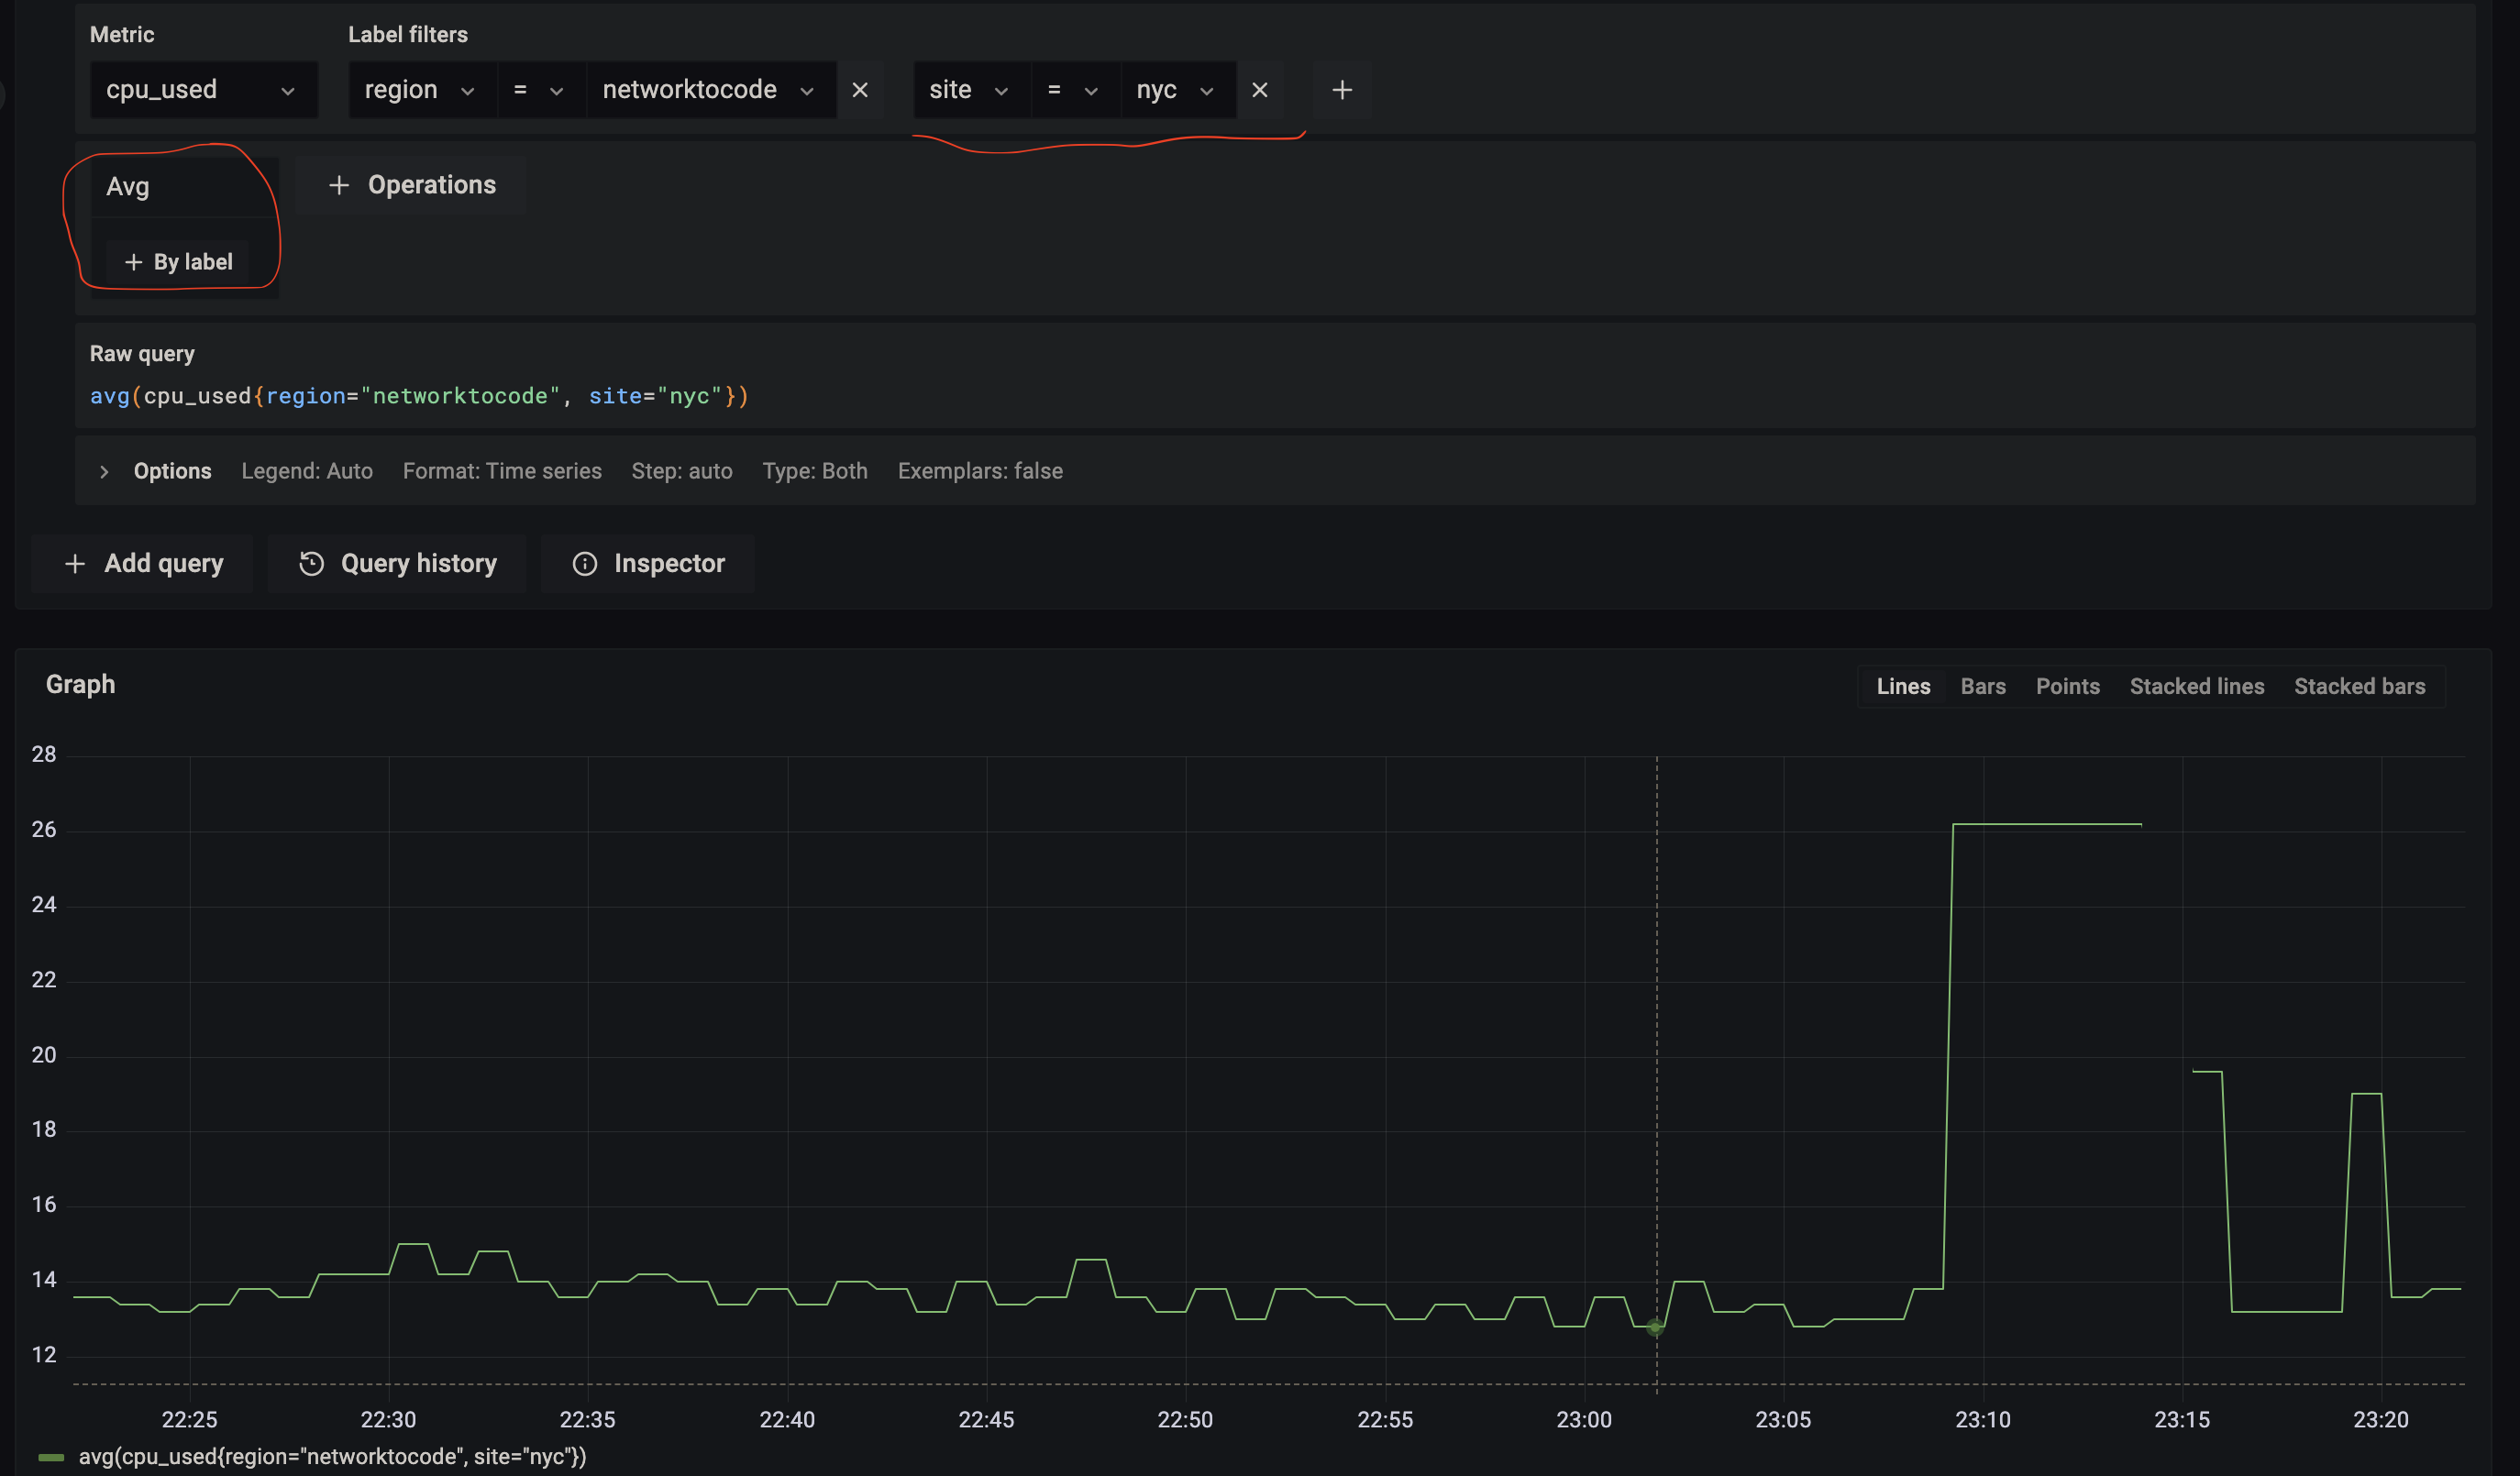 Metric Label filters
cpu_used region = networktocode site = nyc
Avg Operations
By label
Raw query
avg(cpu_used{region="networktocode", site="nyc"})
Options Legend: Auto Format: Time series Step: auto Type: Both Exemplars: false
Add query Query history Inspector
Graph Lines Bars Points Stacked lines Stacked bars
28
26
24
22
20
18
16
14
12
22:25 22:30 22:35 22:40 22:45 22:50 22:55 23:00 23:05 23:10 23:15 23:20
avg(cpu_used{region="networktocode", site="nyc"})